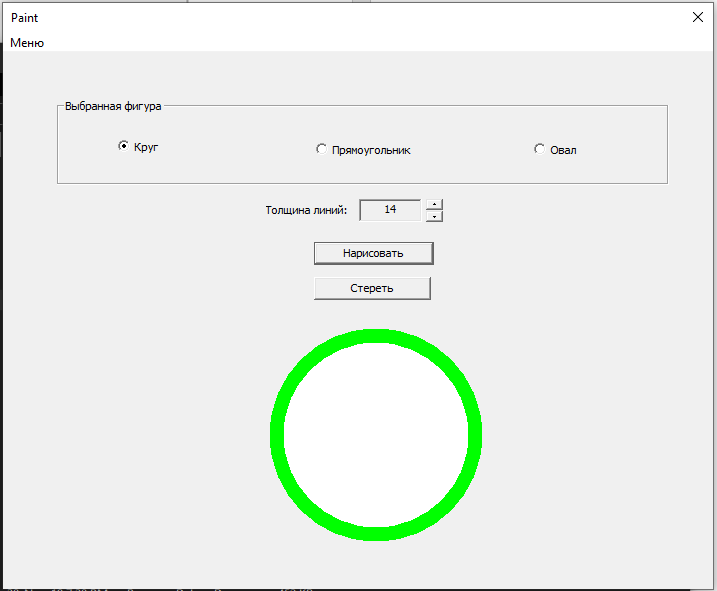 Paint
Меню
Выбранная фигура
Круг
Прямоугольник
Овал
Толщина линий: 14
Нарисовать
Стереть